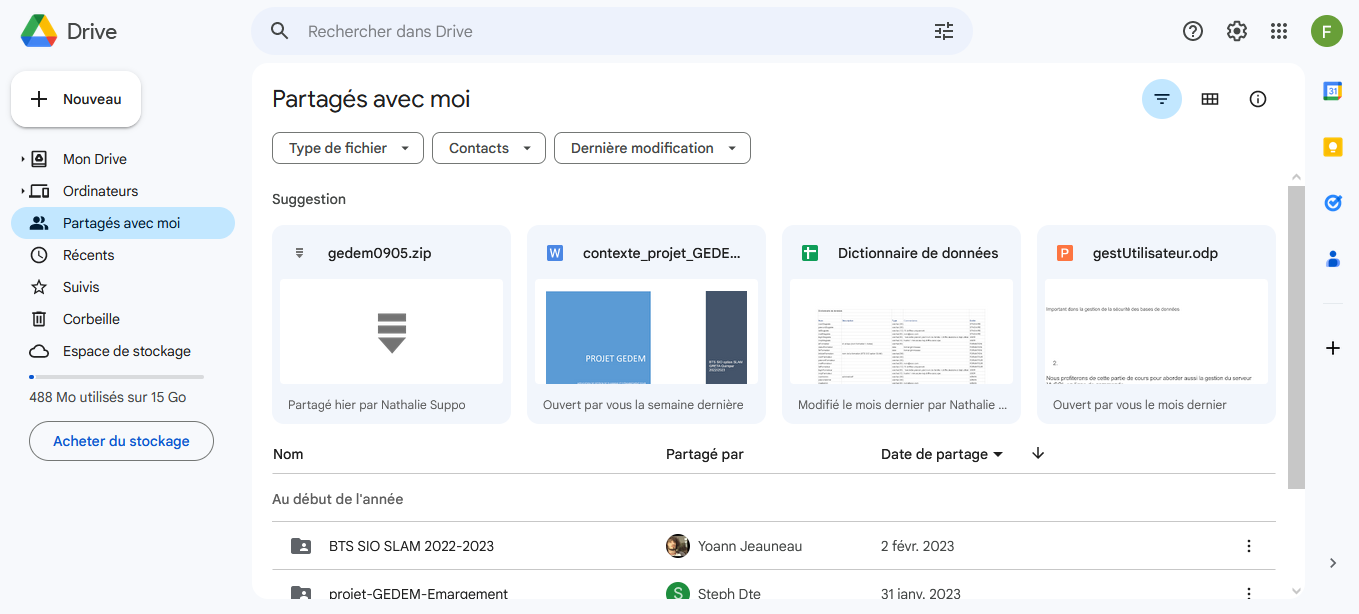 Drive
Rechercher dans Drive
F
Nouveau
Mon Drive
Ordinateurs
Partagés avec moi
Récents
Suivis
Corbeille
Espace de stockage
488 Mo utilisés sur 15 Go
Acheter du stockage
Partagés avec moi
Type de fichier
Contacts
Dernière modification
Suggestion
gedem0905.zip
Partagé hier par Nathalie Suppo
W
contexte_projet_GEDE...
PROJET GEDEM
BTS SIO option SLAM
Ouvert par vous la semaine dernière
Dictionnaire de données
Modifié le mois dernier par Nathalie ...
P
gestUtilisateur.odp
Important dans la gestion de la sécurité des bases de données
2.
Nous profiterons de cette partie de cours pour aborder aussi la gestion du serveur
Ouvert par vous le mois dernier
Nom
Partagé par
Date de partage
Au début de l'année
BTS SIO SLAM 2022-2023
Yoann Jeauneau
2 févr. 2023
projet-GEDEM-Emargement
S
Steph Dte
31 janv. 2023
31